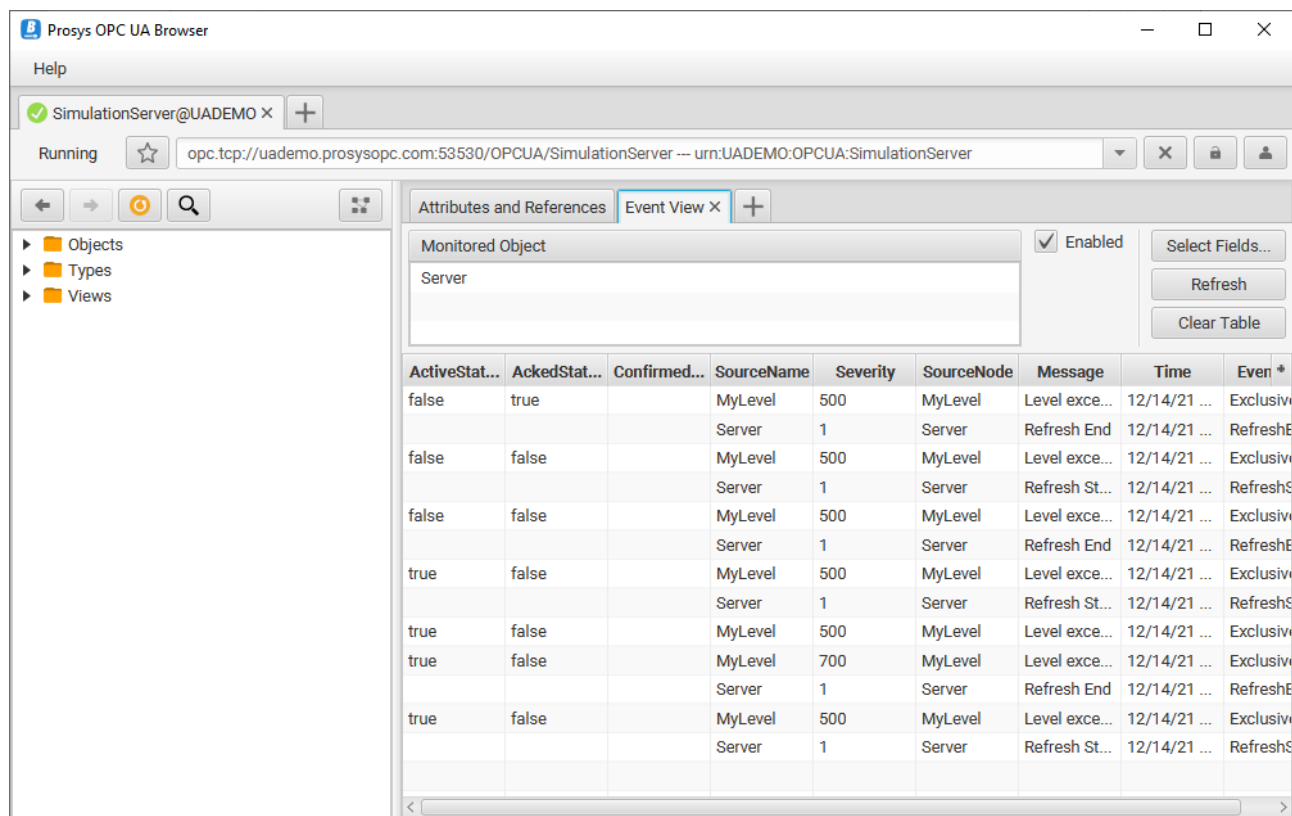 Prosys OPC UA Browser
Help
SimulationServer@UADEMO
Running opc.tcp://uademo.prosysopc.com:53530/OPCUA/SimulationServer --- urn:UADEMO:OPCUA:SimulationServer
Attributes and References Event View
Objects
Types
Views
Monitored Object
Server
Enabled
Select Fields...
Refresh
Clear Table
ActiveStat... AckedStat... Confirmed... SourceName Severity SourceNode Message Time Even
false true MyLevel 500 MyLevel Level exce... 12/14/21 ... Exclusiv
Server 1 Server Refresh End 12/14/21 ... RefreshE
false false MyLevel 500 MyLevel Level exce... 12/14/21 ... Exclusiv
Server 1 Server Refresh St... 12/14/21 ... RefreshS
false false MyLevel 500 MyLevel Level exce... 12/14/21 ... Exclusiv
Server 1 Server Refresh End 12/14/21 ... RefreshE
true false MyLevel 500 MyLevel Level exce... 12/14/21 ... Exclusiv
Server 1 Server Refresh St... 12/14/21 ... RefreshS
true false MyLevel 500 MyLevel Level exce... 12/14/21 ... Exclusiv
true false MyLevel 700 MyLevel Level exce... 12/14/21 ... Exclusiv
Server 1 Server Refresh End 12/14/21 ... RefreshE
true false MyLevel 500 MyLevel Level exce... 12/14/21 ... Exclusiv
Server 1 Server Refresh St... 12/14/21 ... RefreshS